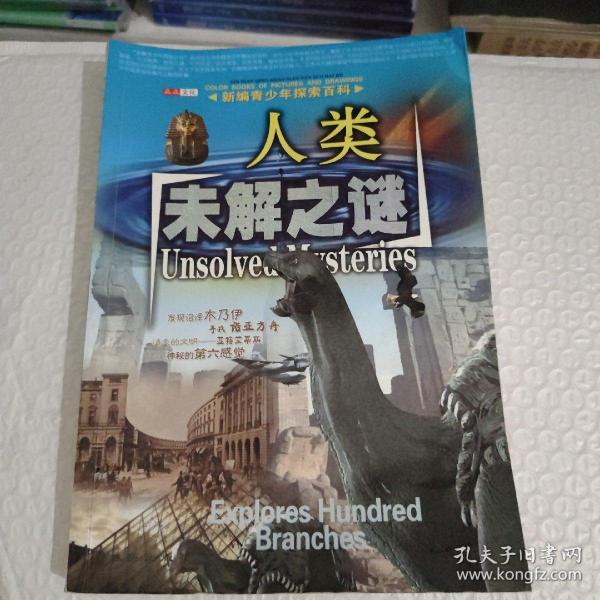 COLOR BOOKS OF PICTURES AND DRAWINGS
新编青少年探索百科
人类
未解之谜
Unsolved Mysteries
发现诅咒木乃伊
寻找诺亚方舟
消失的文明——亚特兰蒂斯
神秘的第六感觉
Explores Hundred
Branches
孔夫子旧书网
www.kongfz.com